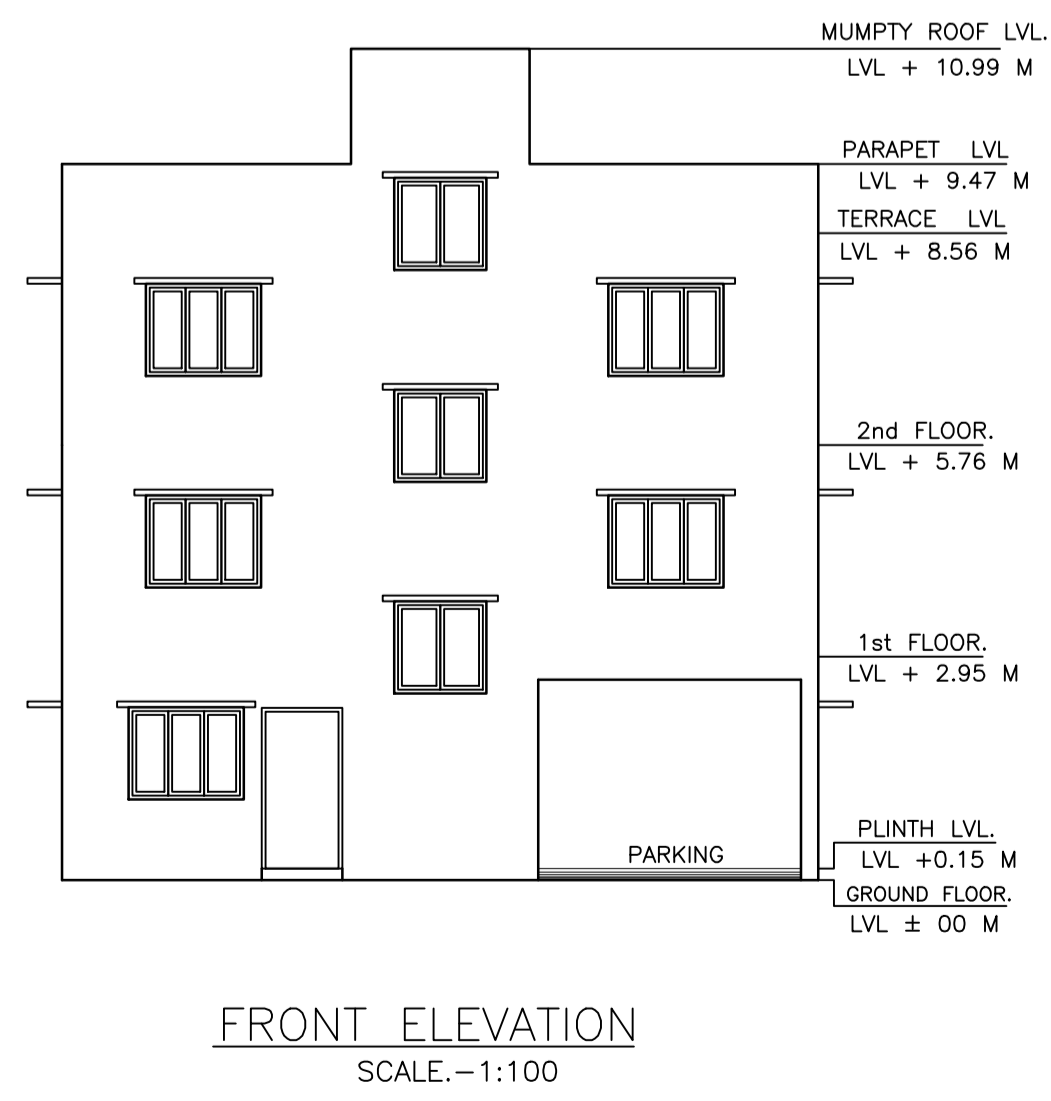 MUMPTY ROOF LVL.
LVL + 10.99 M
PARAPET LVL
LVL + 9.47 M
TERRACE LVL
LVL + 8.56 M
2nd FLOOR.
LVL + 5.76 M
1st FLOOR.
LVL + 2.95 M
PARKING
PLINTH LVL.
LVL +0.15 M
GROUND FLOOR.
LVL ± 00 M
FRONT ELEVATION
SCALE.-1:100